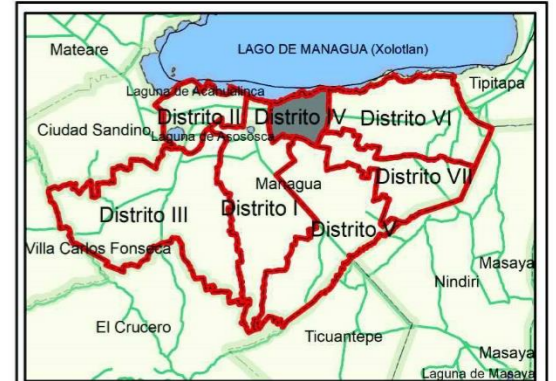 Mateare
LAGO DE MANAGUA (Xolotlan)
Tipitapa
Laguna de Acahualinca
Distrito II
Distrito IV
Distrito VI
Ciudad Sandino
Laguna de Asososca
Managua
Distrito VII
Distrito III
Distrito I
Distrito V
Villa Carlos Fonseca
Masaya
Nindiri
El Crucero
Ticuantepe
Masaya
Laguna de Masaya